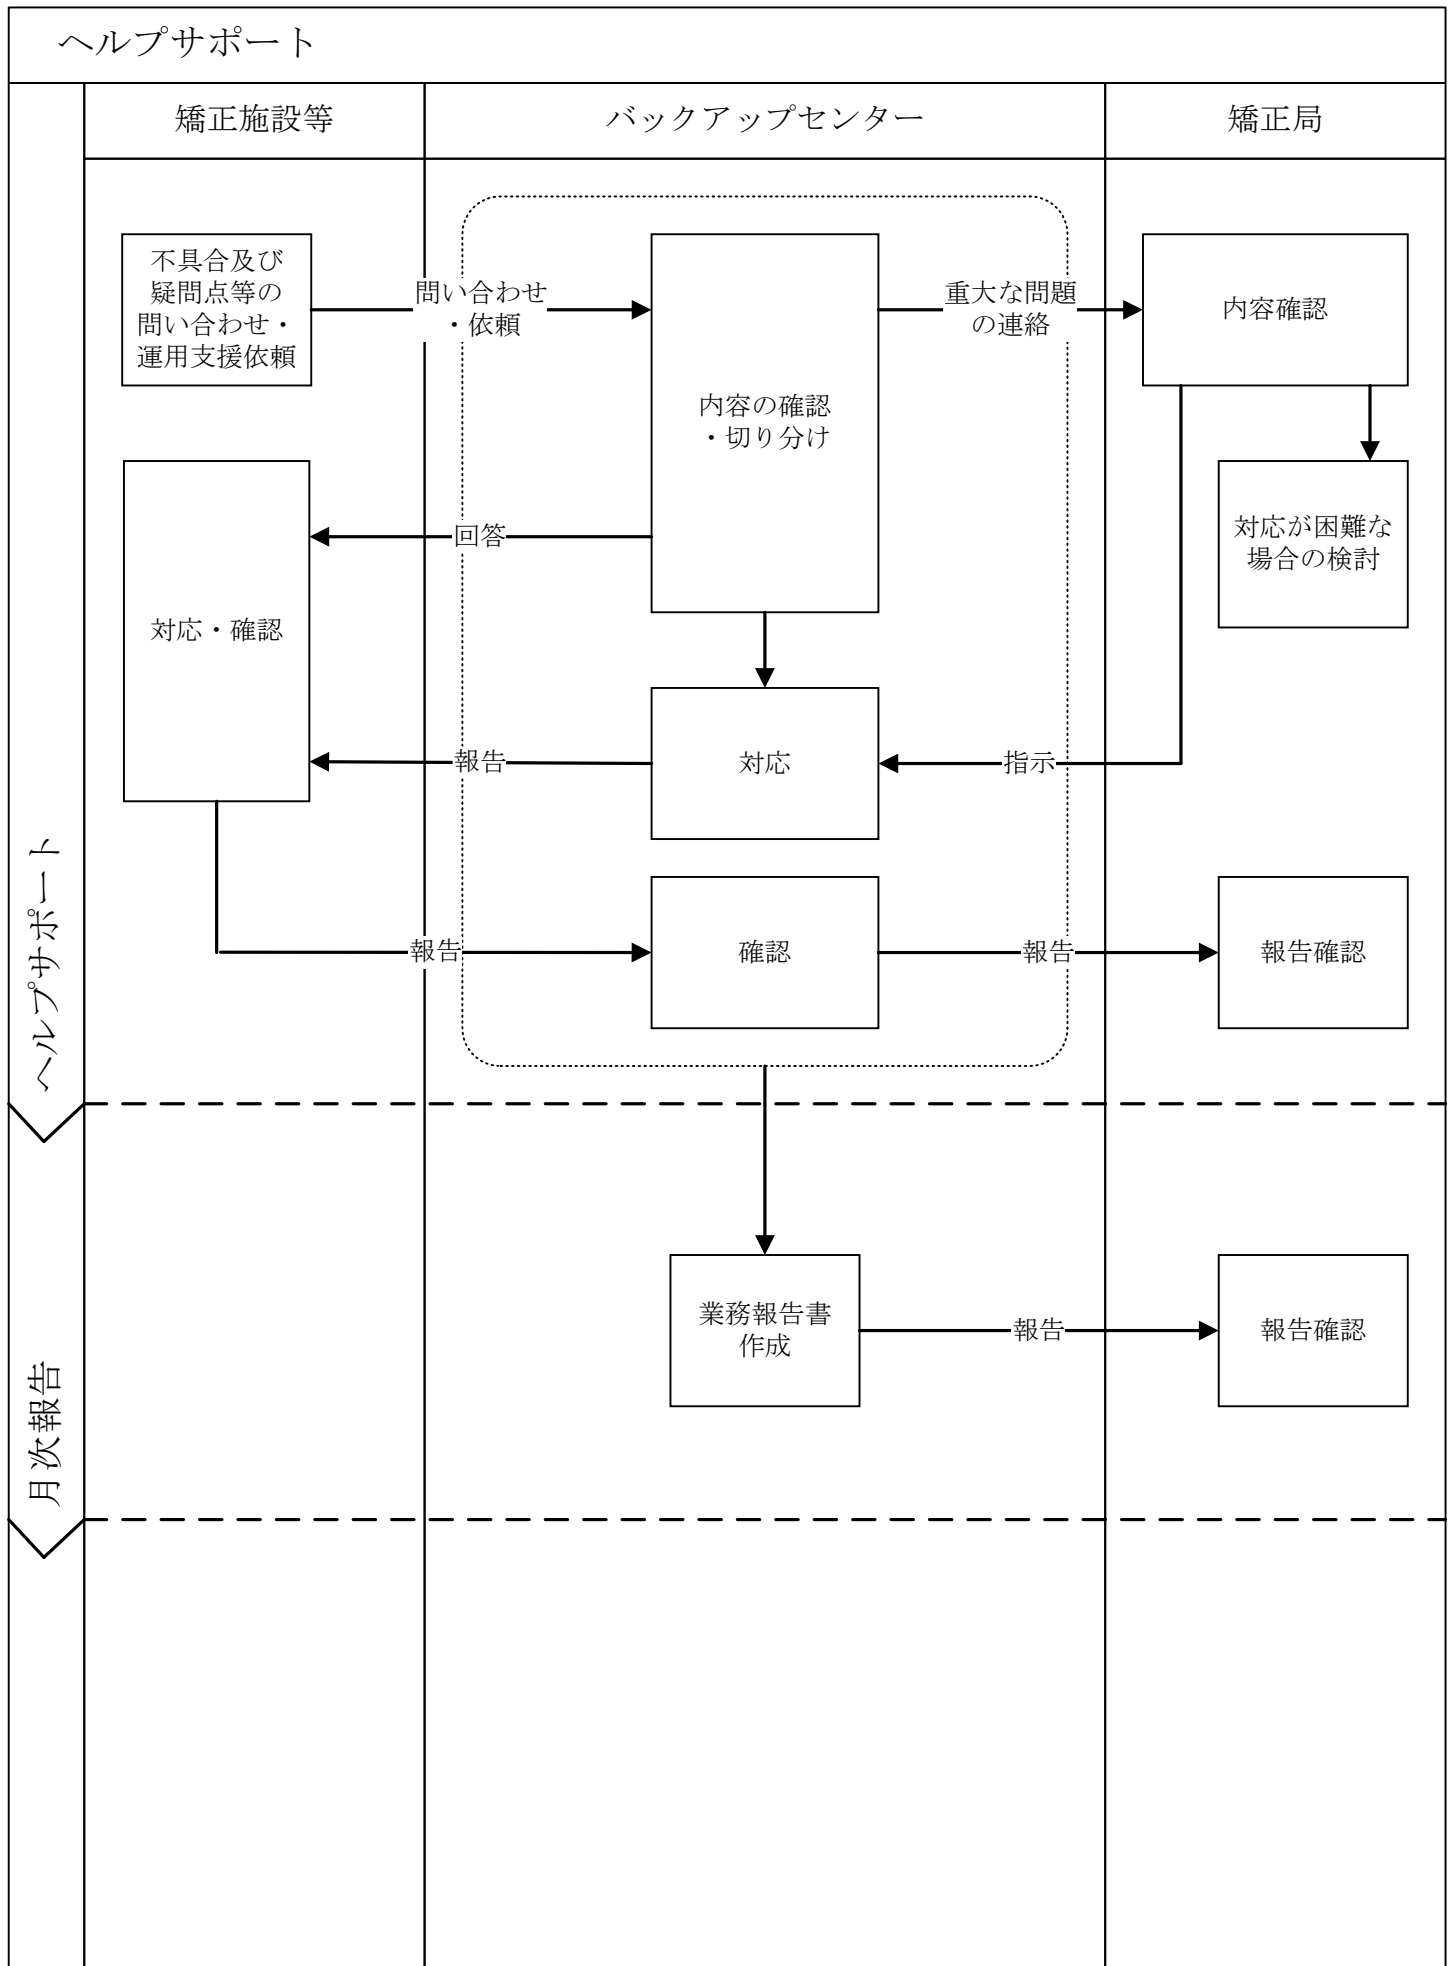 ヘルプサポート
矯正施設等
バックアップセンター
矯正局
不具合及び
疑問点等の
問い合わせ・
運用支援依頼
問い合わせ
・依頼
内容の確認
・切り分け
重大な問題
の連絡
内容確認
対応が困難な
場合の検討
回答
対応・確認
報告
対応
指示
報告
確認
報告
報告確認
ヘルプサポート
業務報告書
作成
報告
報告確認
月次報告